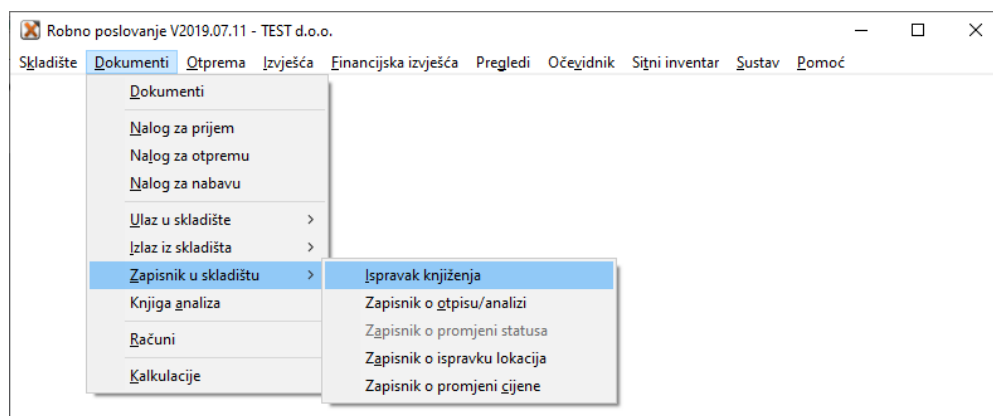 Robno poslovanje V2019.07.11 - TEST d.o.o.
Skladište Dokumenti Otprema Izvješća Financijska izvješća Pregledi Očevidnik Sitni inventar Sustav Pomoć
Dokumenti
Nalog za prijem
Nalog za otpremu
Nalog za nabavu
Ulaz u skladište
Izlaz iz skladišta
Zapisnik u skladištu
Ispravak knjiženja
Knjiga analiza
Zapisnik o otpisu/analizi
Zapisnik o promjeni statusa
Računi
Zapisnik o ispravku lokacija
Kalkulacije
Zapisnik o promjeni cijene